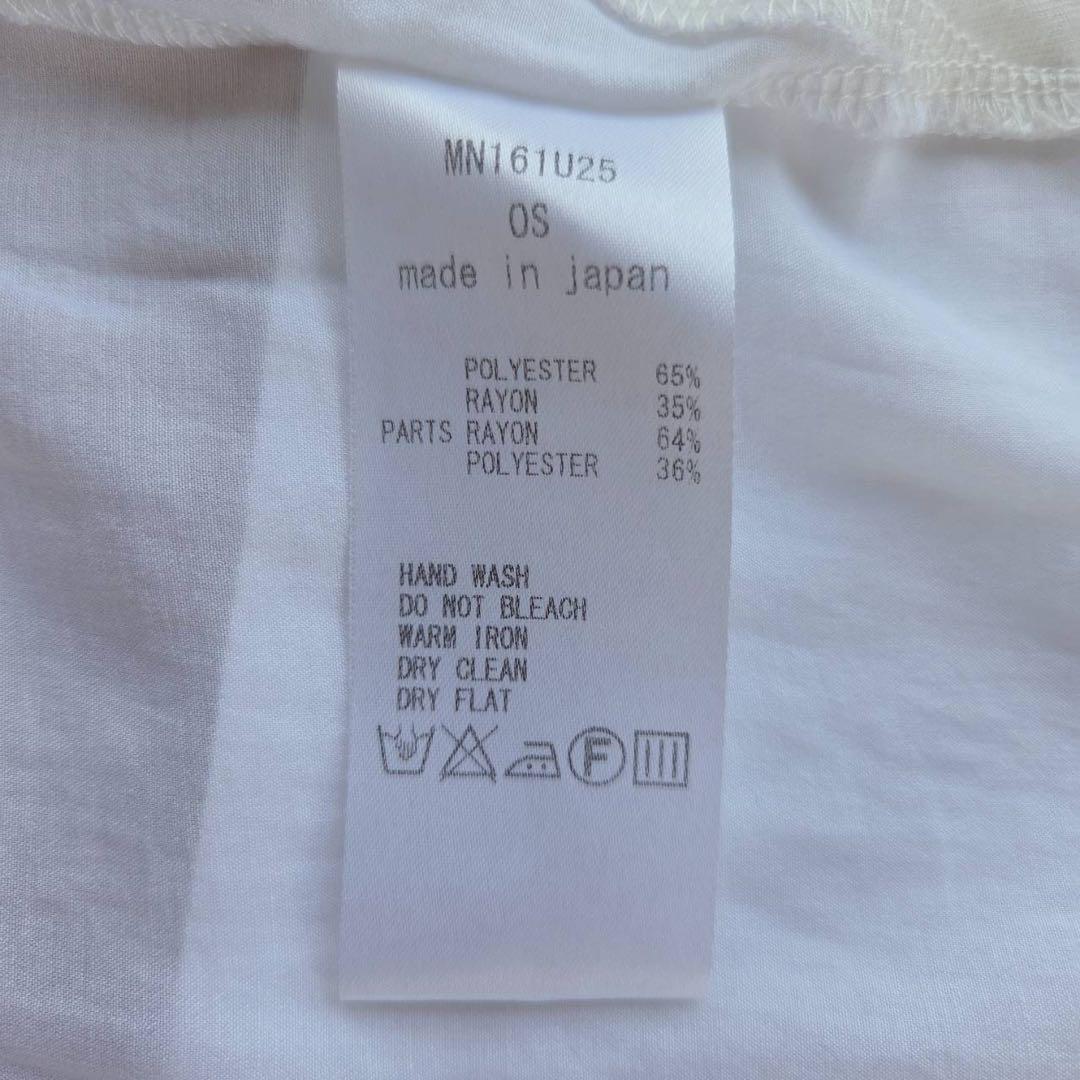 MN161U25
OS
made in japan
POLYESTER 65%
RAYON 35%
PARTS RAYON 64%
POLYESTER 36%
HAND WASH
DO NOT BLEACH
WARM IRON
DRY CLEAN
DRY FLAT
F